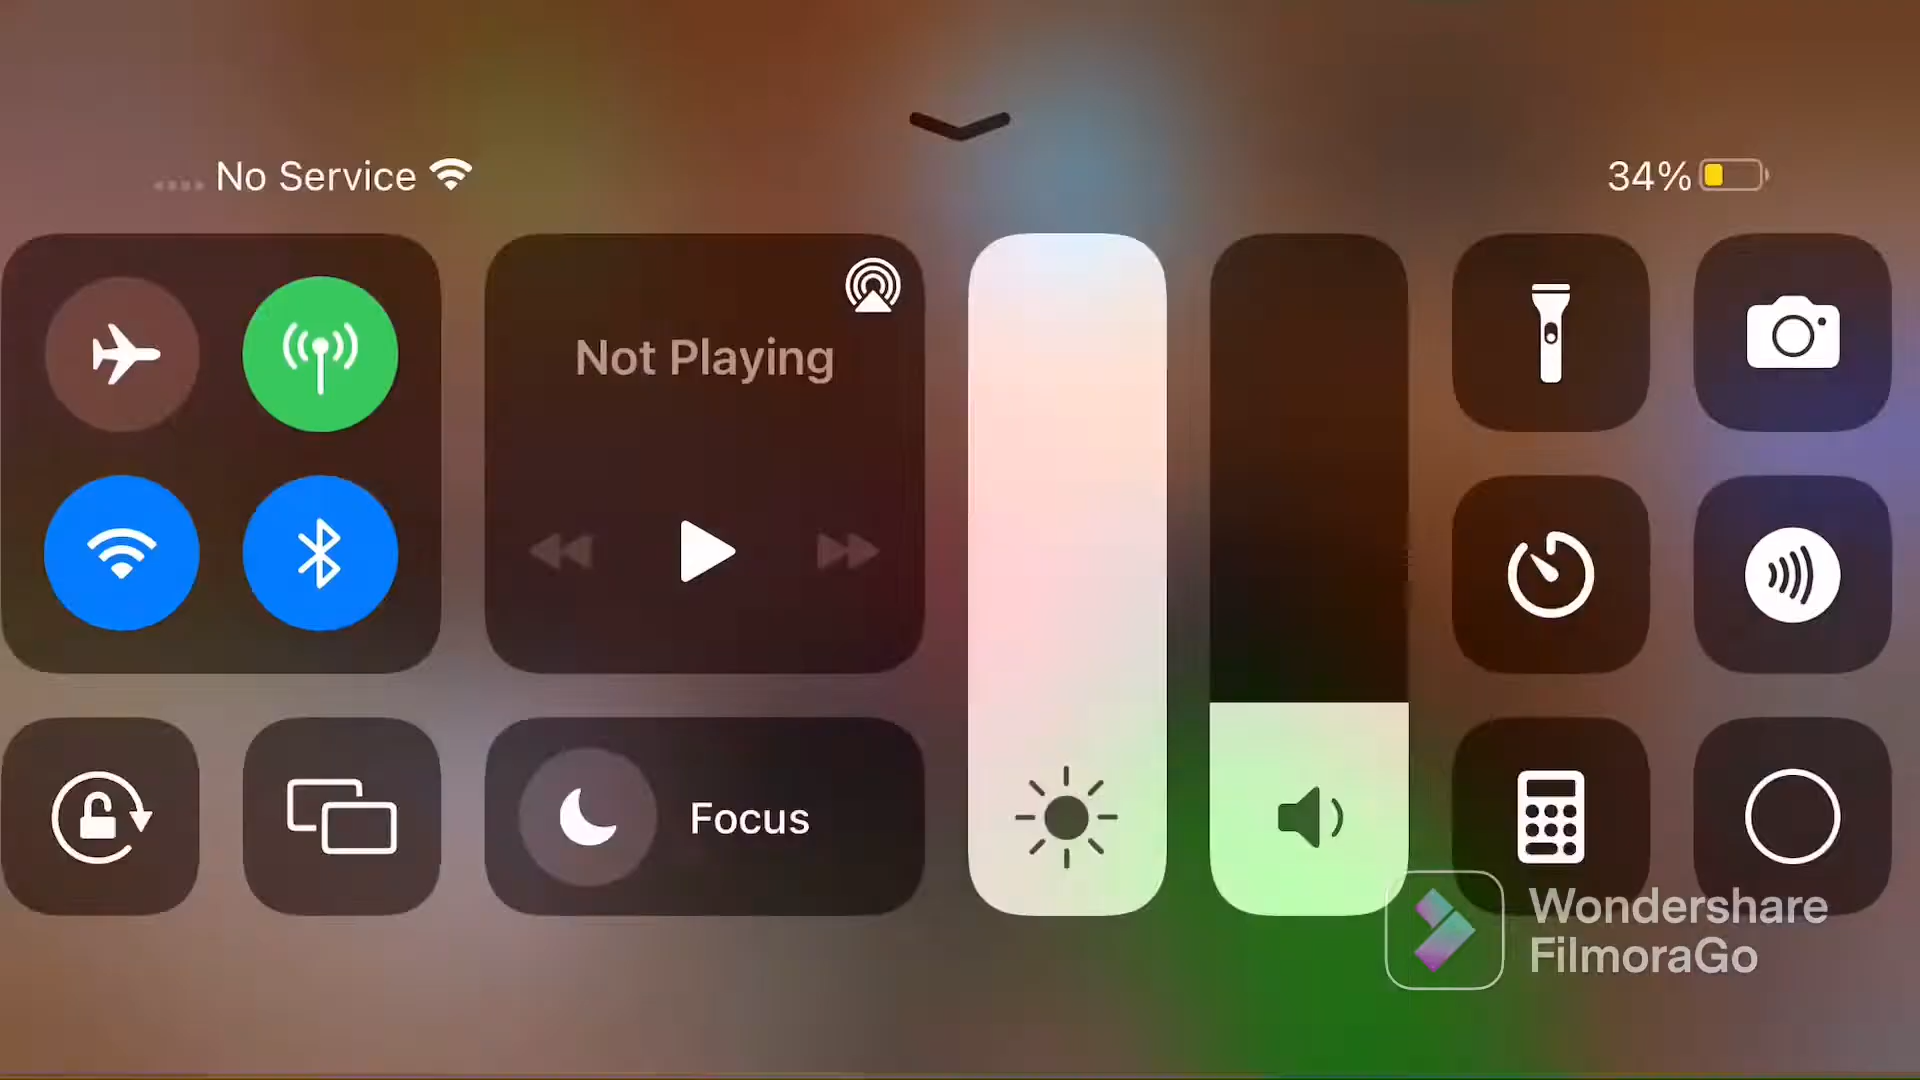 No Service
34%
Not Playing
Focus
Wondershare
FilmoraGo